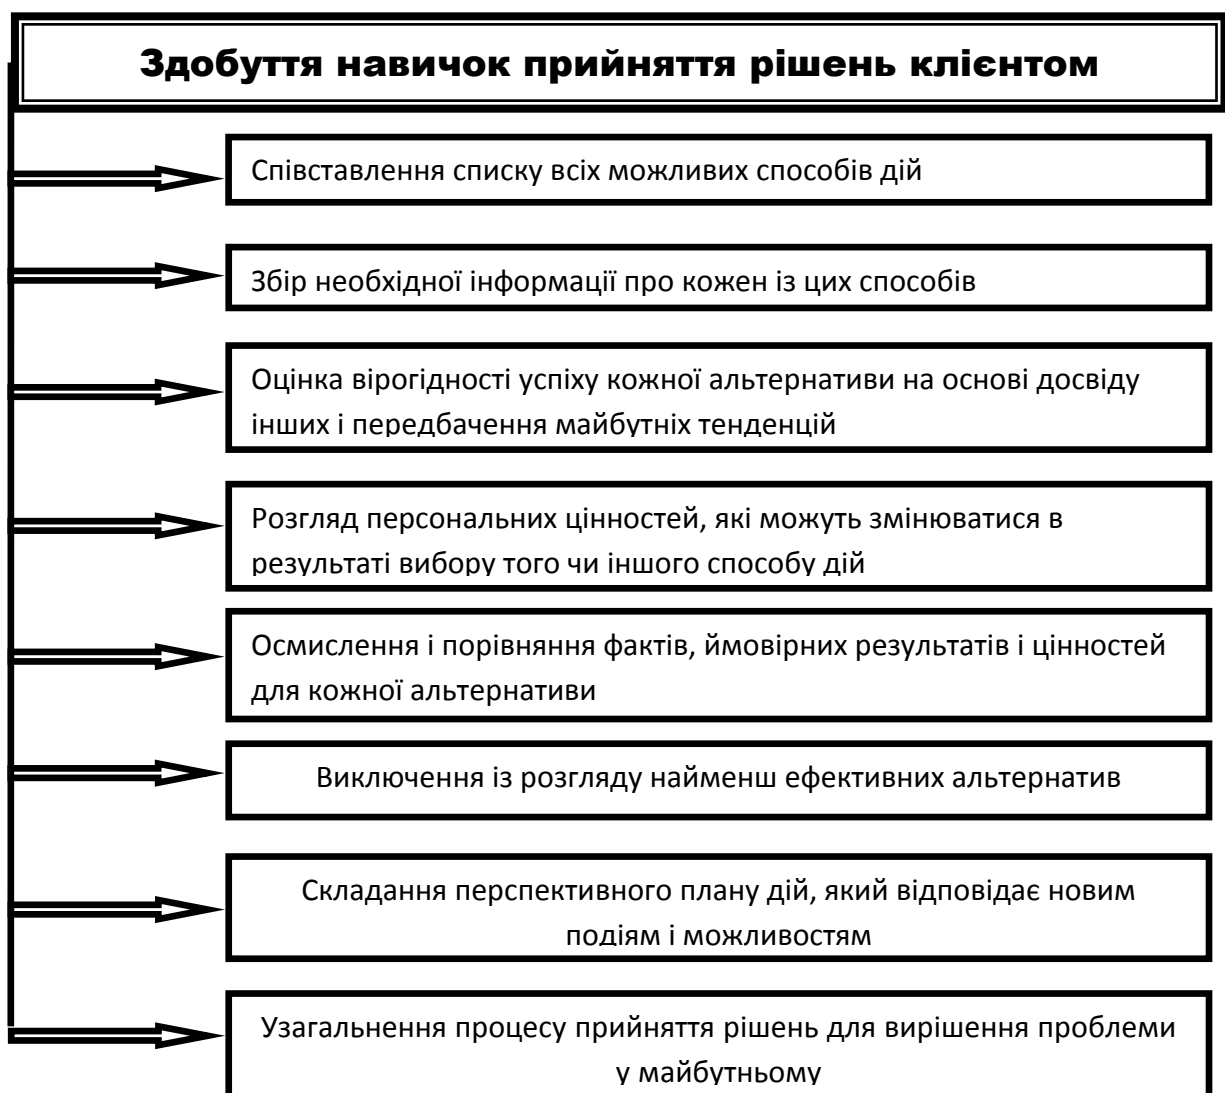 Здобуття навичок прийняття рішень клієнтом
Співставлення списку всіх можливих способів дій
Збір необхідної інформації про кожен із цих способів
Оцінка вірогідності успіху кожної альтернативи на основі досвіду
інших і передбачення майбутніх тенденцій
Розгляд персональних цінностей, які можуть змінюватися в
результаті вибору того чи іншого способу дій
Осмислення і порівняння фактів, ймовірних результатів і цінностей
для кожної альтернативи
Виключення із розгляду найменш ефективних альтернатив
Складання перспективного плану дій, який відповідає новим
подіям і можливостям
Узагальнення процесу прийняття рішень для вирішення проблеми
у майбутньому